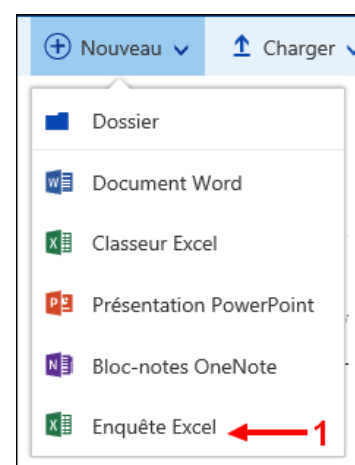 Nouveau Charger
Dossier
Document Word
Classeur Excel
Présentation PowerPoint
Bloc-notes OneNote
Enquête Excel 1